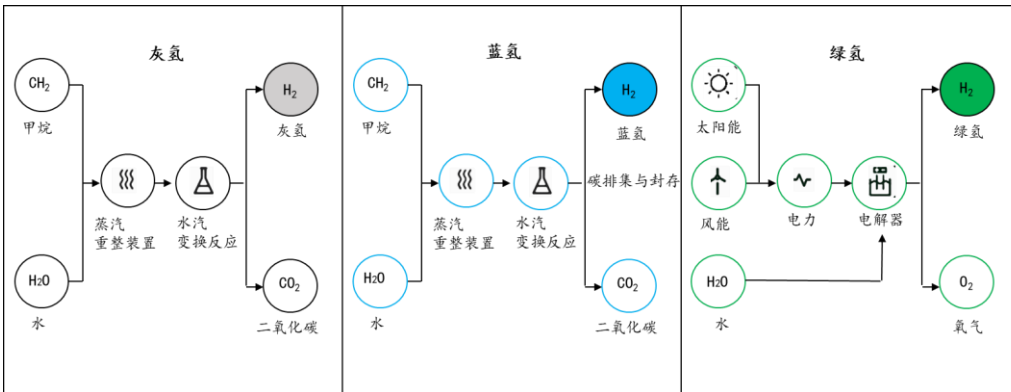 灰氢
CH₂
甲烷
H₂
灰氢
蒸汽
重整装置
水汽
变换反应
H₂O
水
CO₂
二氧化碳
蓝氢
CH₂
甲烷
H₂
蓝氢
碳排集与封存
蒸汽
重整装置
水汽
变换反应
H₂O
水
CO₂
二氧化碳
绿氢
太阳能
H₂
绿氢
风能
电力
电解器
H₂O
水
O₂
氧气